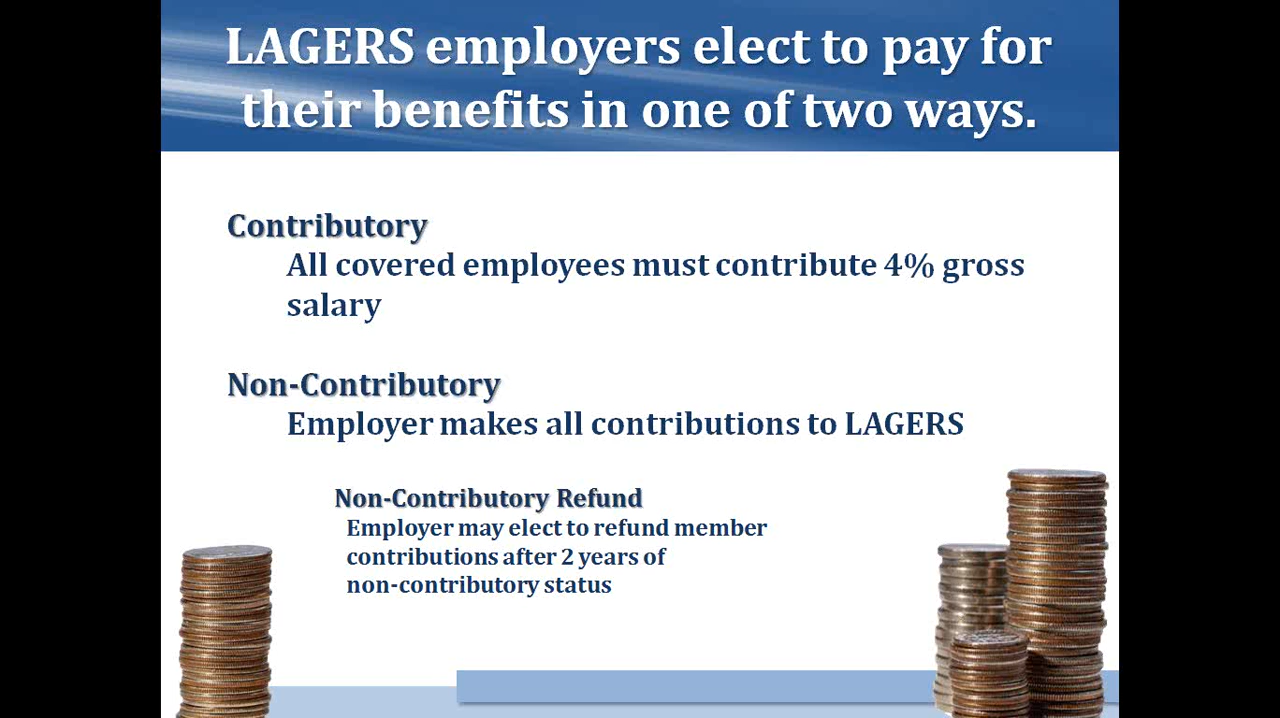 LAGERS employers elect to pay for
their benefits in one of two ways.
Contributory
All covered employees must contribute 4% gross
salary
Non-Contributory
Employer makes all contributions to LAGERS
Non-Contributory Refund
Employer may elect to refund member
contributions after 2 years of
non-contributory status